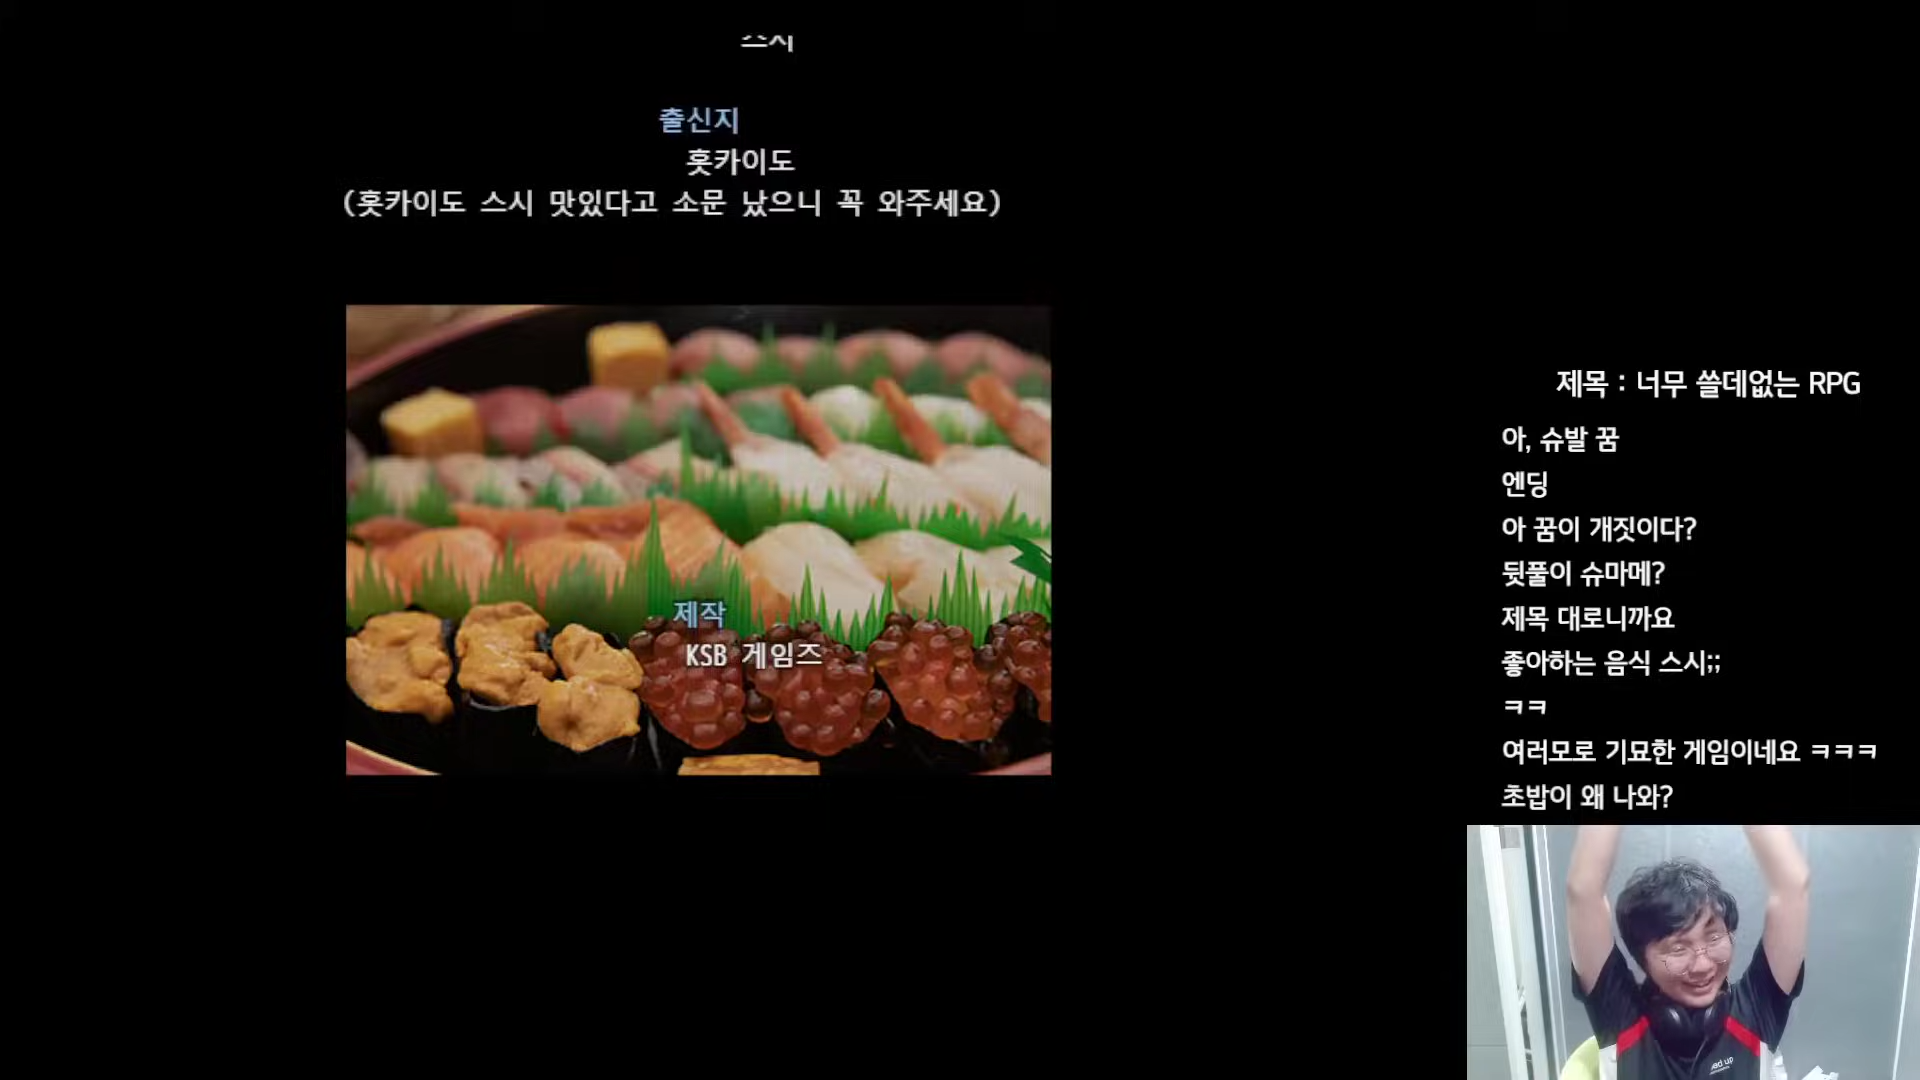 스시
출신지
홋카이도
(홋카이도 스시 맛있다고 소문 났으니 꼭 와주세요)
제작
KSB 게임즈
제목 : 너무 쓸데없는 RPG
아, 슈발 꿈
엔딩
아 꿈이 개짓이다?
뒷풀이 슈마메?
제목 대로니까요
좋아하는 음식 스시;;
ㅋㅋ
여러모로 기묘한 게임이네요 ㅋㅋㅋ
초밥이 왜 나와?